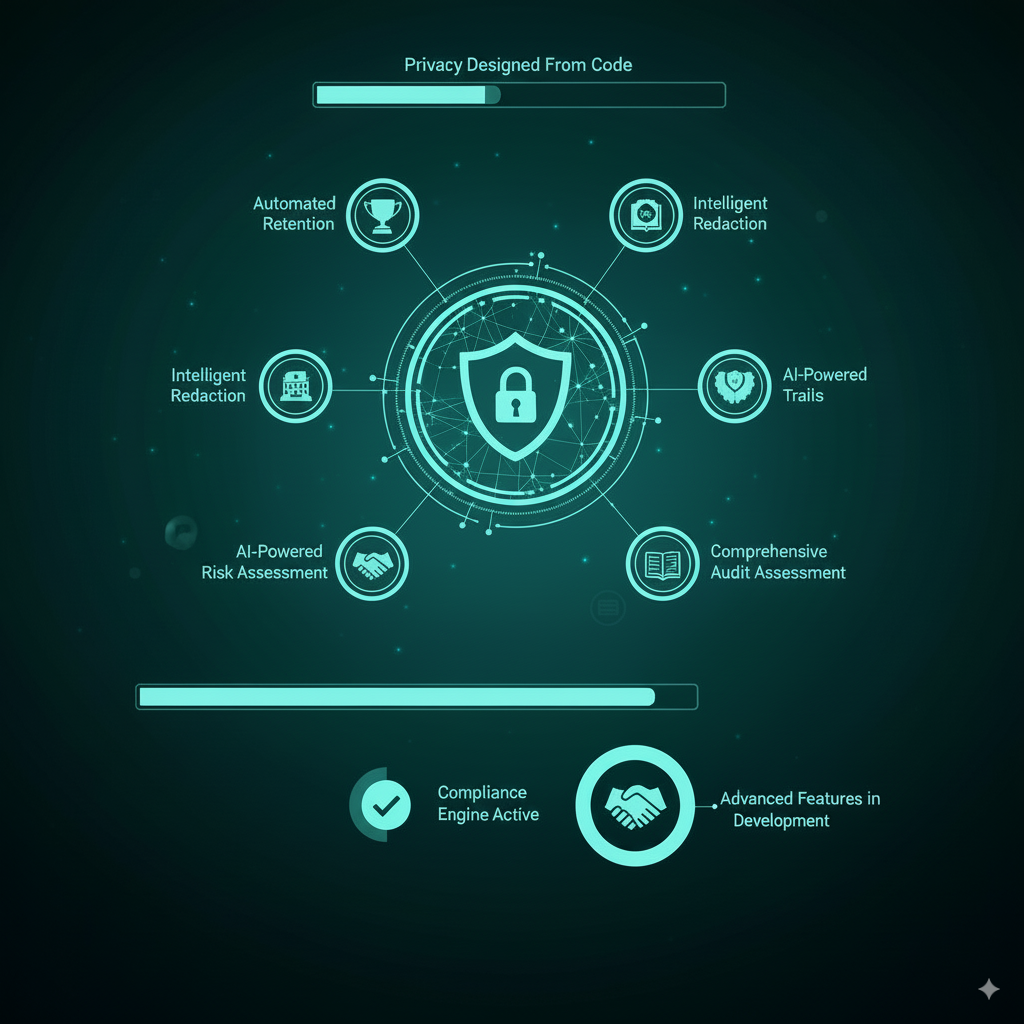 Privacy Designed From Code
Automated
Retention
Intelligent
Redaction
Intelligent
Redaction
AI-Powered
Trails
AI-Powered
Risk Assessment
Comprehensive
Audit Assessment
Compliance
Engine Active
Advanced Features in
Development